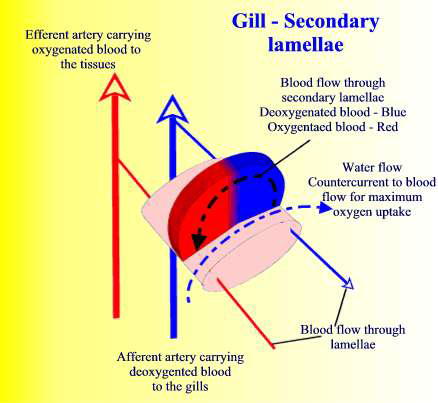 Gill - Secondary
lamellae
Efferent artery carrying
oxygenated blood to
the tissues
Blood flow through
secondary lamellae
Deoxygenated blood - Blue
Oxygentaed blood - Red
Water flow
Countercurrent to blood
flow for maximum
oxygen uptake
Blood flow through
lamellae
Afferent artery carrying
deoxygented blood
to the gills